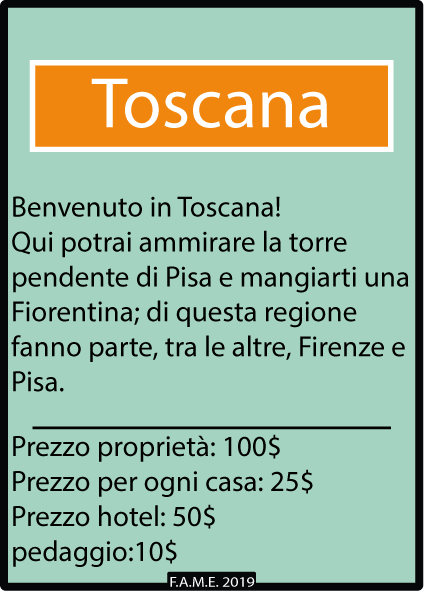 Toscana
Benvenuto in Toscana!
Qui potrai ammirare la torre
pendente di Pisa e mangiarti una
Fiorentina; di questa regione
fanno parte, tra le altre, Firenze e
Pisa.
Prezzo proprietà: 100$
Prezzo per ogni casa: 25$
Prezzo hotel: 50$
pedaggio:10$
F.A.M.E. 2019